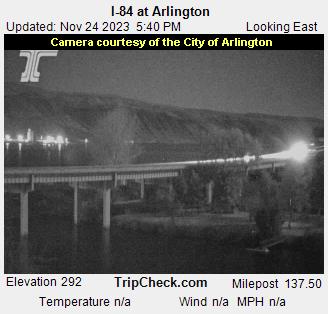 I-84 at Arlington
Updated: Nov 24 2023 5:40 PM Looking East
Camera courtesy of the City of Arlington
Elevation 292 TripCheck.com Milepost 137.50
Temperature n/a Wind n/a MPH n/a